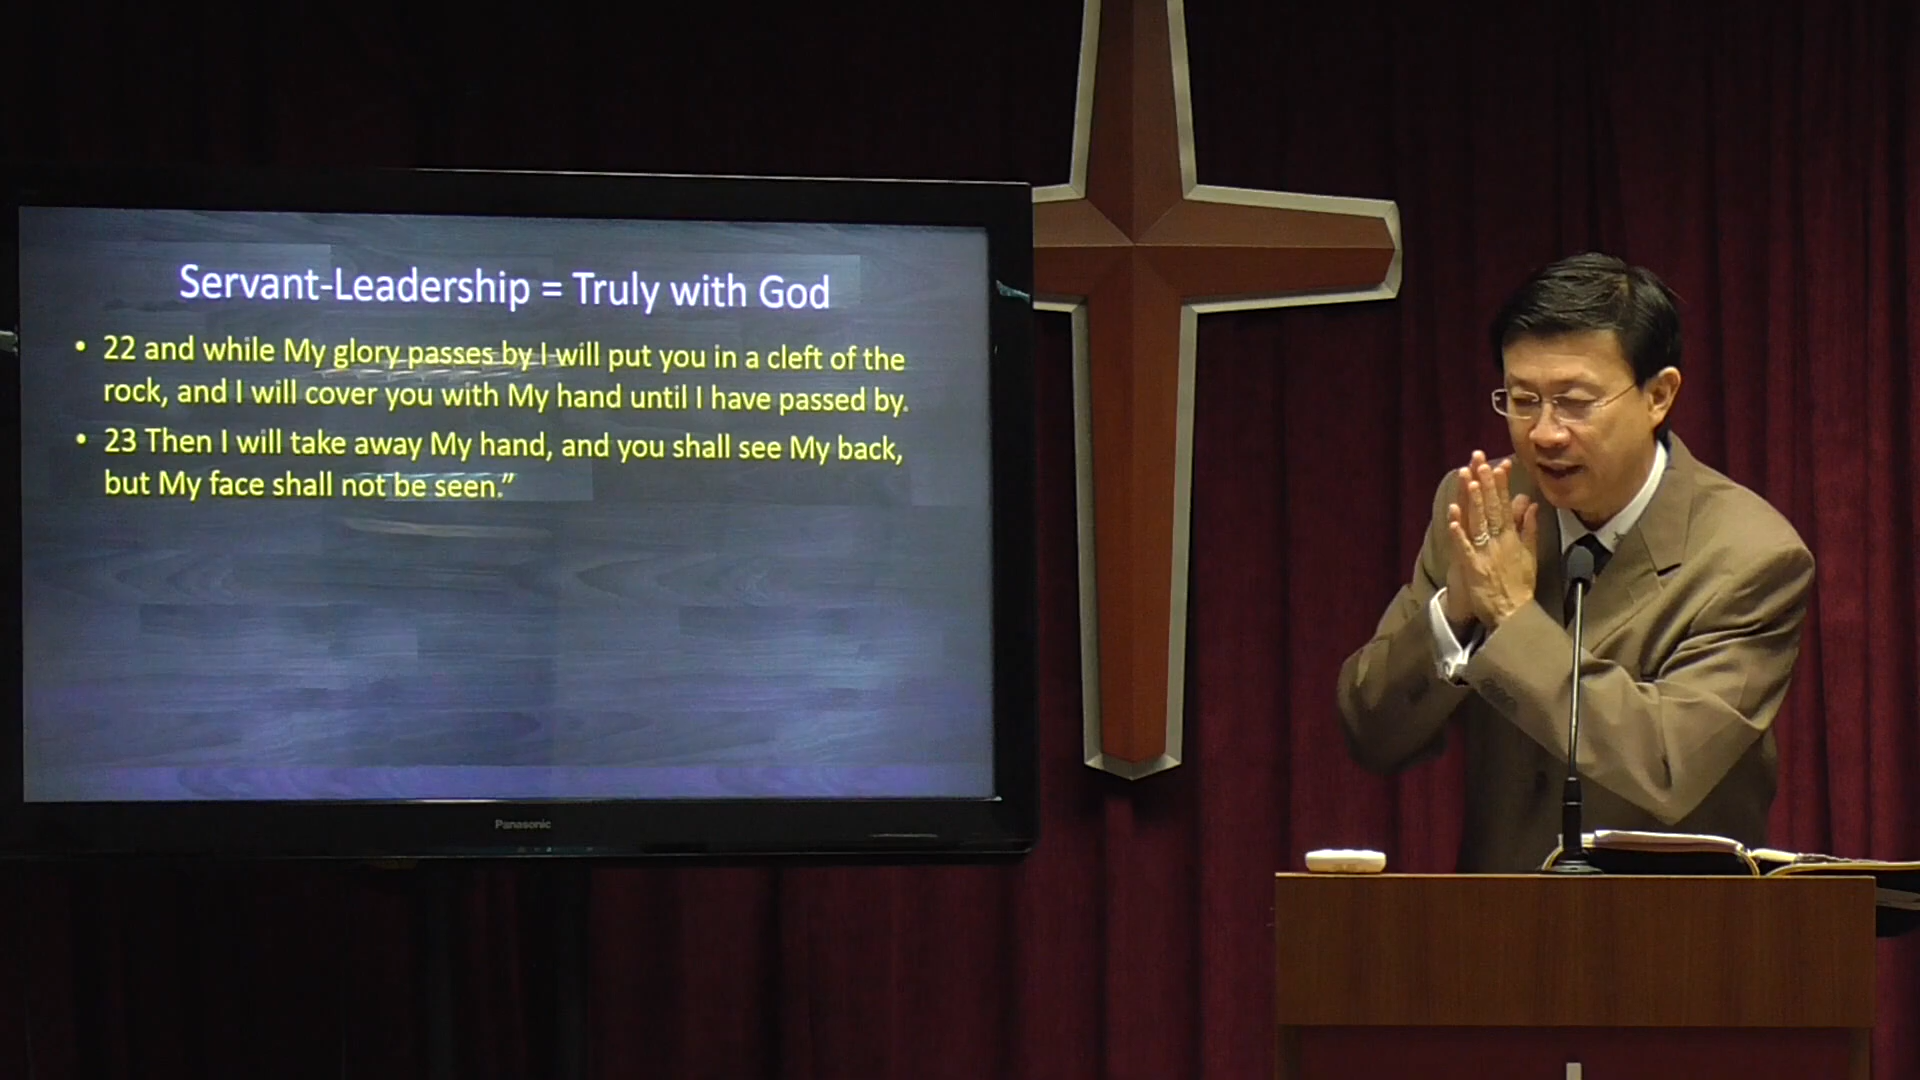 Servant-Leadership = Truly with God
• 22 and while My glory passes by I will put you in a cleft of the
rock, and I will cover you with My hand until I have passed by.
• 23 Then I will take away My hand, and you shall see My back,
but My face shall not be seen.”
Panasonic